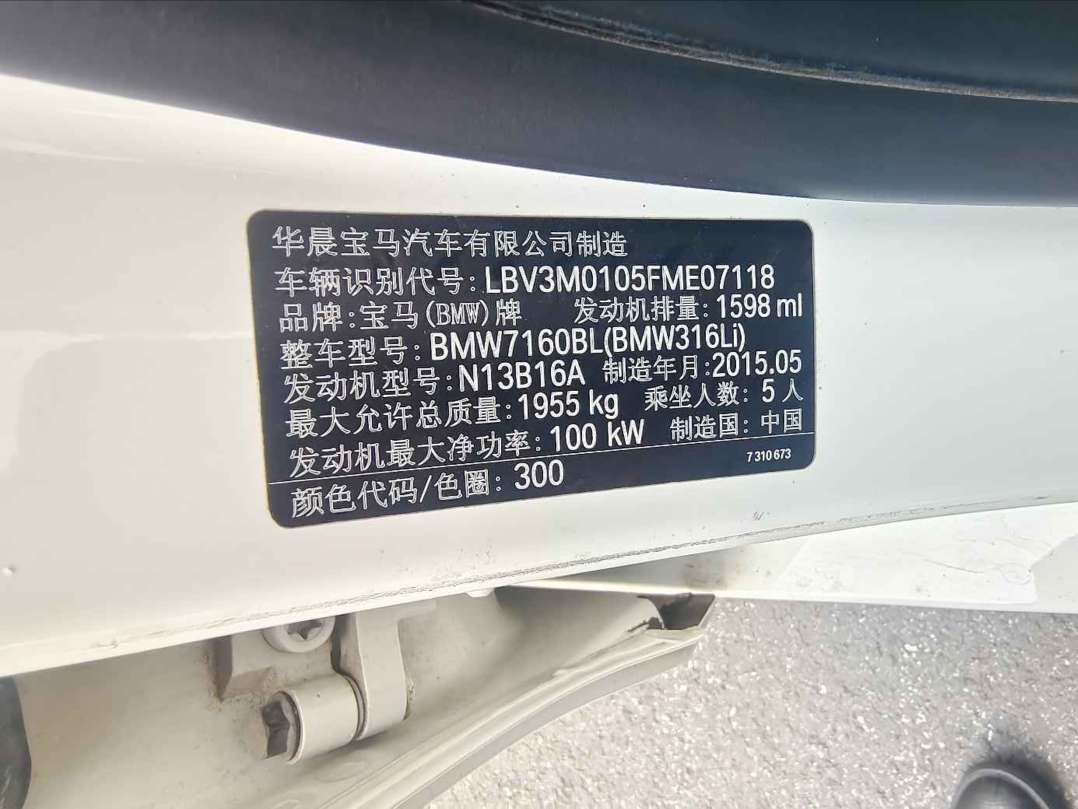 华晨宝马汽车有限公司制造
车辆识别代号: LBV3M0105FME07118
品牌:宝马(BMW)牌 发动机排量:1598 ml
整车型号: BMW7160BL(BMW316Li)
发动机型号: N13B16A 制造年月:2015.05
最大允许总质量:1955 kg 乘坐人数: 5 人
发动机最大净功率: 100 kW 制造国: 中国
7 310 673
颜色代码/色圈: 300